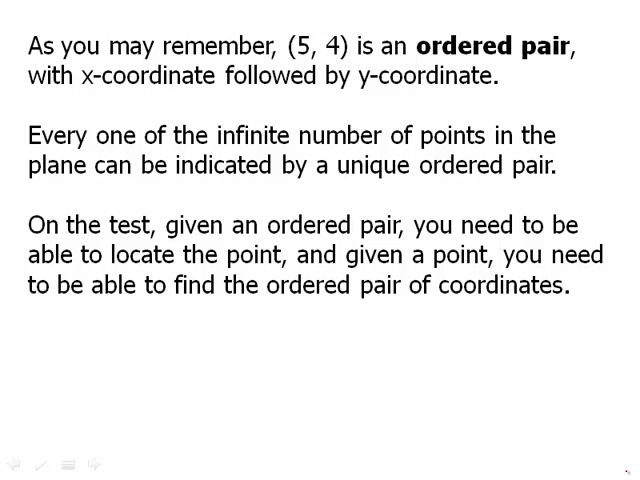 As you may remember, (5, 4) is an ordered pair,
with x-coordinate followed by y-coordinate.
Every one of the infinite number of points in the
plane can be indicated by a unique ordered pair.
On the test, given an ordered pair, you need to be
able to locate the point, and given a point, you need
to be able to find the ordered pair of coordinates.